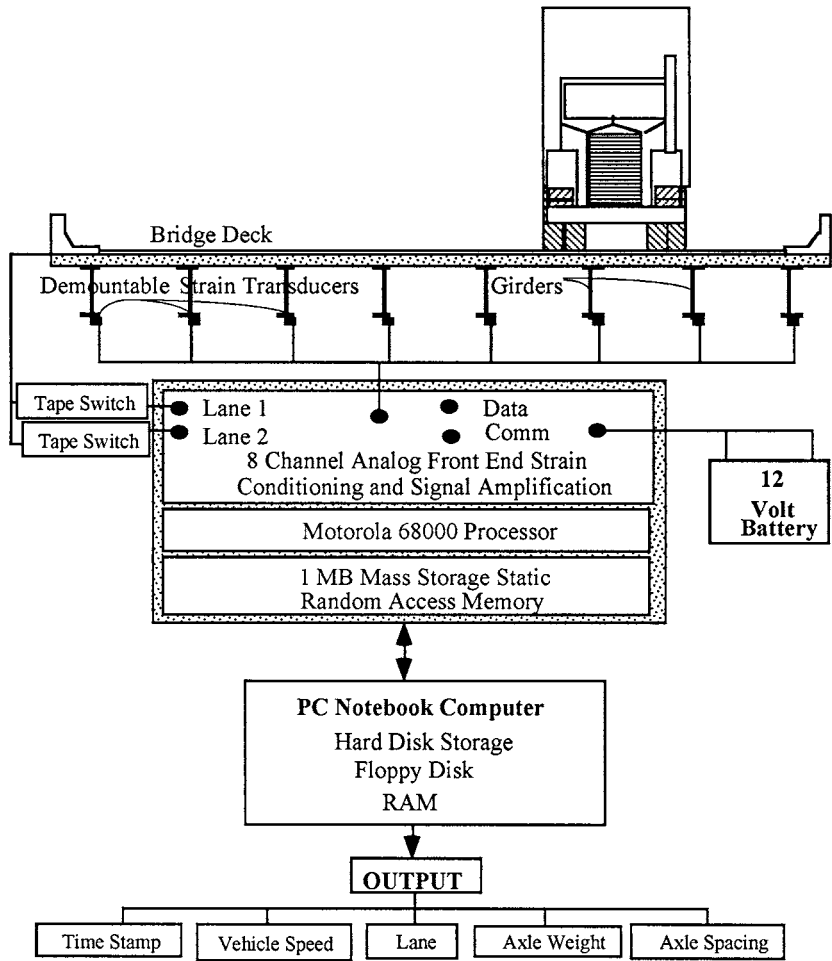 Bridge Deck
Demountable Strain Transducers
Girders
Tape Switch
Tape Switch
Lane 1
Lane 2
Data
Comm
8 Channel Analog Front End Strain
Conditioning and Signal Amplification
12
Volt
Battery
Motorola 68000 Processor
1 MB Mass Storage Static
Random Access Memory
PC Notebook Computer
Hard Disk Storage
Floppy Disk
RAM
OUTPUT
Time Stamp
Vehicle Speed
Lane
Axle Weight
Axle Spacing